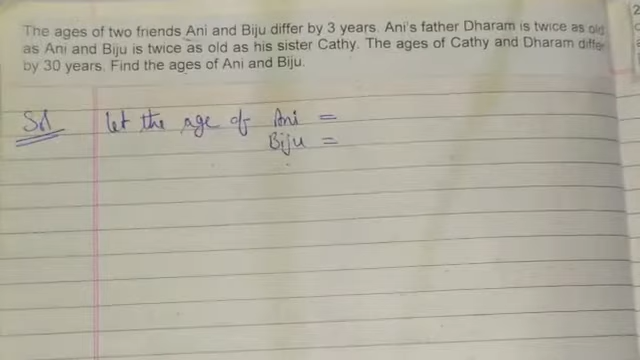 The ages of two friends Ani and Biju differ by 3 years. Ani's father Dharam is twice as old
as Ani and Biju is twice as old as his sister Cathy. The ages of Cathy and Dharam differ
by 30 years. Find the ages of Ani and Biju.
Sol let the age of Ani =
Biju =